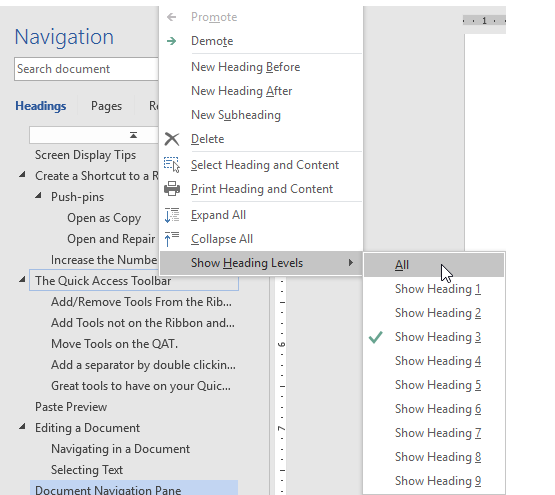 Navigation
Search document
Headings Pages
Screen Display Tips
Create a Shortcut to a R
Push-pins
Open as Copy
Open and Repair
Increase the Numbe
The Quick Access Toolbar
Add/Remove Tools From the Rib...
Add Tools not on the Ribbon and...
Move Tools on the QAT.
Add a separator by double clickin...
Great tools to have on your Quic...
Paste Preview
Editing a Document
Navigating in a Document
Selecting Text
Document Navigation Pane
Promote
Demote
New Heading Before
New Heading After
New Subheading
Delete
Select Heading and Content
Print Heading and Content
Expand All
Collapse All
Show Heading Levels
All
Show Heading 1
Show Heading 2
Show Heading 3
Show Heading 4
Show Heading 5
Show Heading 6
Show Heading 7
Show Heading 8
Show Heading 9
1
6
7